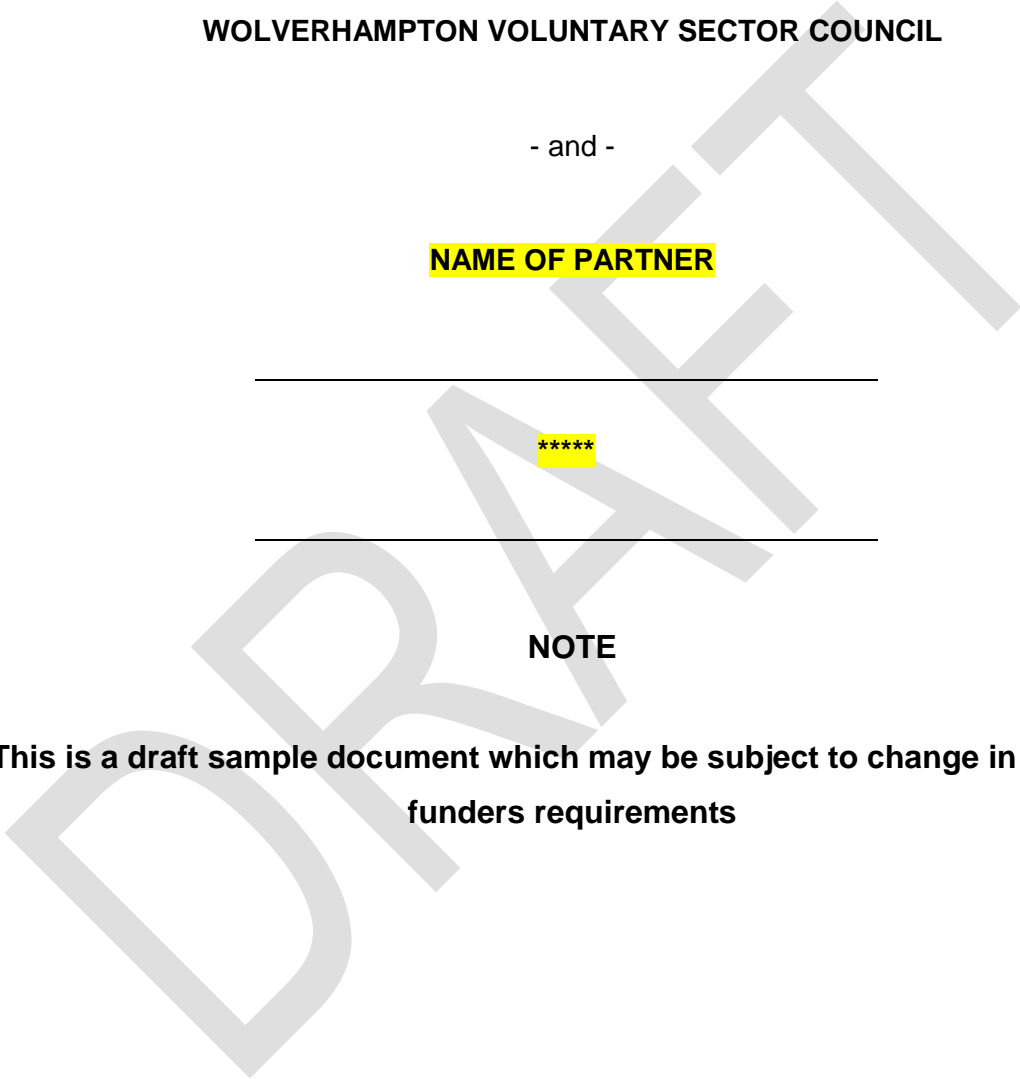 WOLVERHAMPTON VOLUNTARY SECTOR COUNCIL
- and -
NAME OF PARTNER
*****
NOTE
This is a draft sample document which may be subject to change in
funders requirements
DRAFT